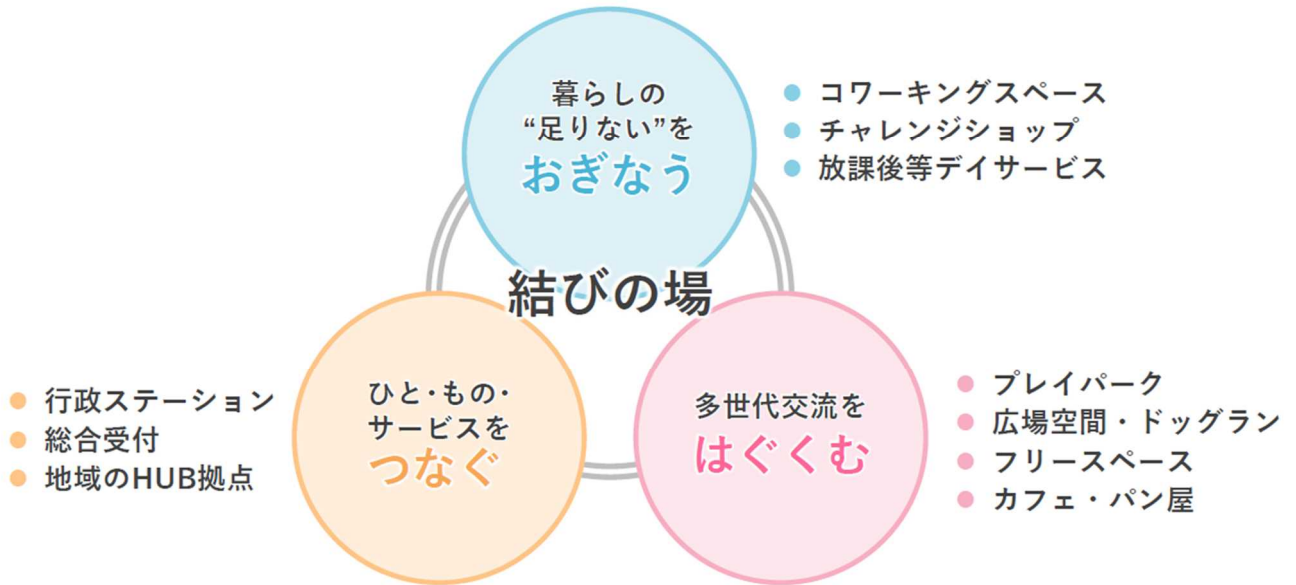 暮らしの
“足りない”を
おぎなう
コワーキングスペース
チャレンジショップ
放課後等デイサービス
結びの場
ひと・もの・
サービスを
つなぐ
行政ステーション
総合受付
地域のHUB拠点
多世代交流を
はぐくむ
プレイパーク
広場空間・ドッグラン
フリースペース
カフェ・パン屋